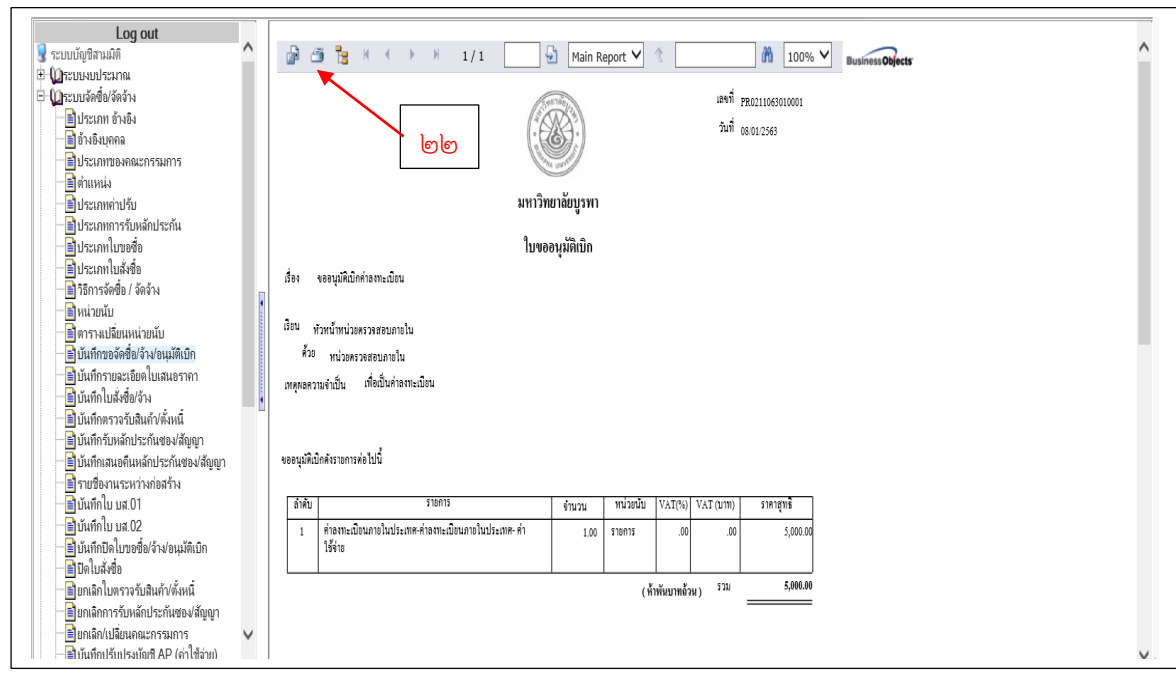 Log out
ระบบบัญชีสามมิติ
ระบบงบประมาณ
ระบบจัดซื้อ/จัดจ้าง
ประเภท อ้างอิง
อ้างอิงบุคคล
ประเภทของคณะกรรมการ
ตำแหน่ง
ประเภทค่าปรับ
ประเภทการรับหลักประกัน
ประเภทใบขอซื้อ
ประเภทใบสั่งซื้อ
วิธีการจัดซื้อ / จัดจ้าง
หน่วยนับ
ตารางเปลี่ยนหน่วยนับ
บันทึกขอจัดซื้อ/จ้าง/อนุมัติเบิก
บันทึกรายละเอียดใบเสนอราคา
บันทึกใบสั่งซื้อ/จ้าง
บันทึกตรวจรับสินค้า/ตั้งหนี้
บันทึกรับหลักประกันซอง/สัญญา
บันทึกเสนอคืนหลักประกันซอง/สัญญา
รายชื่องานระหว่างก่อสร้าง
บันทึกใบ บส.01
บันทึกใบ บส.02
บันทึกปิดใบขอซื้อ/จ้าง/อนุมัติเบิก
ปิดใบสั่งซื้อ
ยกเลิกใบตรวจรับสินค้า/ตั้งหนี้
ยกเลิกการรับหลักประกันซอง/สัญญา
ยกเลิก/เปลี่ยนคณะกรรมการ
บันทึกปรับปรุงบัญชี AP (ค่าใช้จ่าย)
1 / 1 Main Report 100% BusinessObjects
๒๒
เลขที่ PR0211063010001
วันที่ 08/01/2563
BURAPHA UNIVERSITY
มหาวิทยาลัยบูรพา
ใบขออนุมัติเบิก
เรื่อง ขออนุมัติเบิกค่าลงทะเบียน
เรียน หัวหน้าหน่วยตรวจสอบภายใน
ด้วย หน่วยตรวจสอบภายใน
เหตุผลความจำเป็น เพื่อเป็นค่าลงทะเบียน
ขออนุมัติเบิกดังรายการต่อไปนี้
ลำดับ รายการ จำนวน หน่วยนับ VAT(%) VAT (บาท) ราคาสุทธิ
1 ค่าลงทะเบียนภายในประเทศ-ค่าลงทะเบียนภายในประเทศ- ค่า 1.00 รายการ .00 .00 5,000.00
ใช้จ่าย
( ห้าพันบาทถ้วน ) รวม 5,000.00